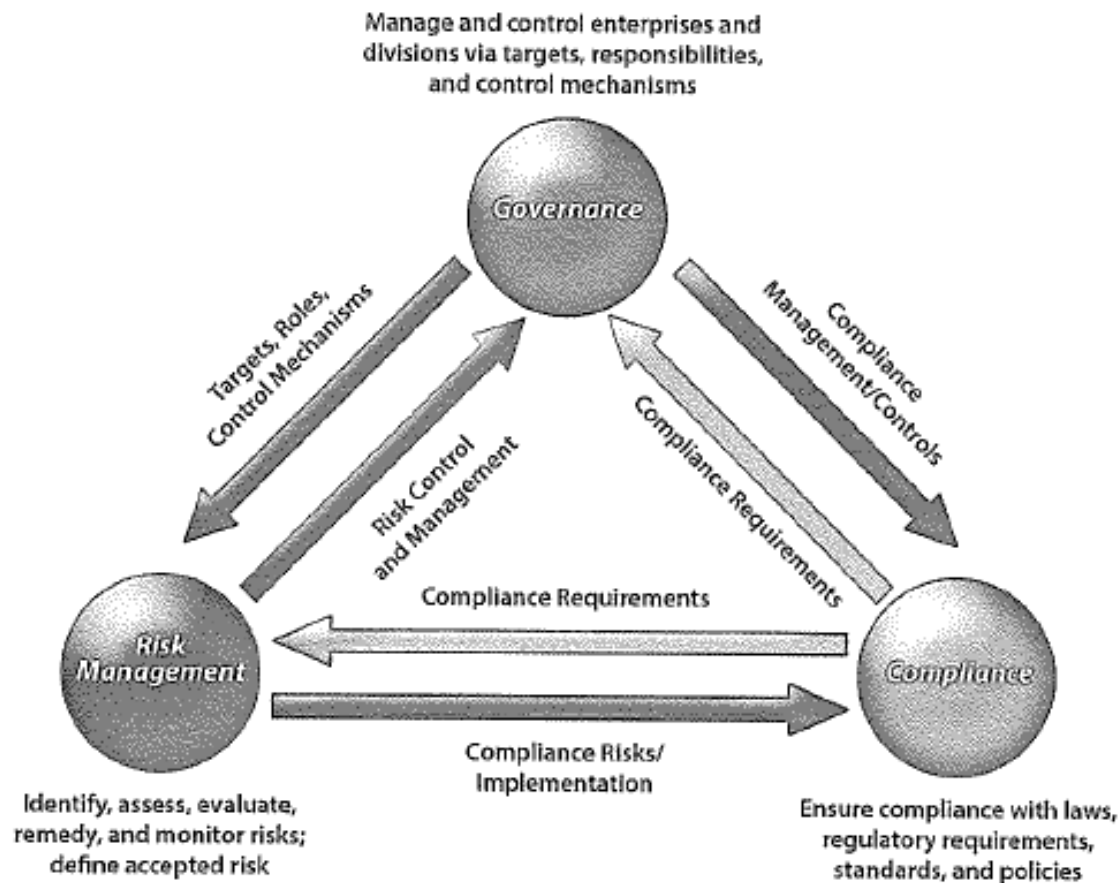 Manage and control enterprises and
divisions via targets, responsibilities,
and control mechanisms
Governance
Targets, Roles,
Control Mechanisms
Risk Control
and Management
Compliance
Management/Controls
Compliance Requirements
Compliance Requirements
Risk
Management
Compliance
Compliance Risks/
Implementation
Identify, assess, evaluate,
remedy, and monitor risks;
define accepted risk
Ensure compliance with laws,
regulatory requirements,
standards, and policies